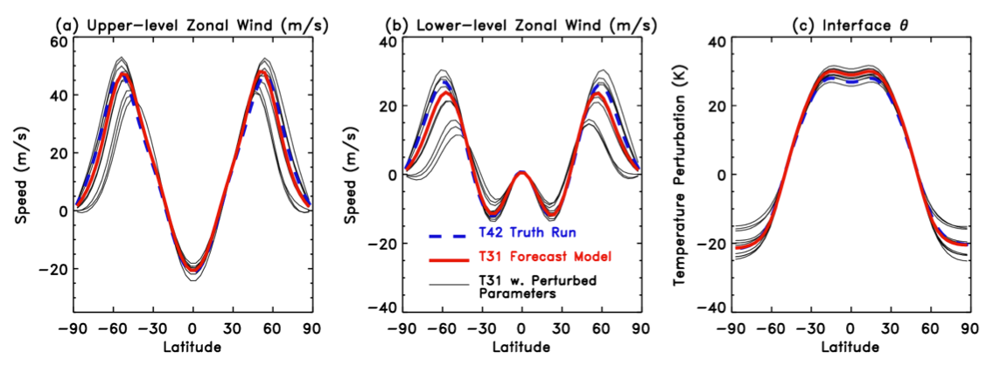 (a) Upper-level Zonal Wind (m/s)
60
40
20
0
-20
Speed (m/s)
-90 -60 -30 0 30 60 90
Latitude
(b) Lower-level Zonal Wind (m/s)
40
20
0
-20
-40
Speed (m/s)
T42 Truth Run
T31 Forecast Model
T31 w. Perturbed
Parameters
-90 -60 -30 0 30 60 90
Latitude
(c) Interface θ
40
20
0
-20
-40
Temperature Perturbation (K)
-90 -60 -30 0 30 60 90
Latitude